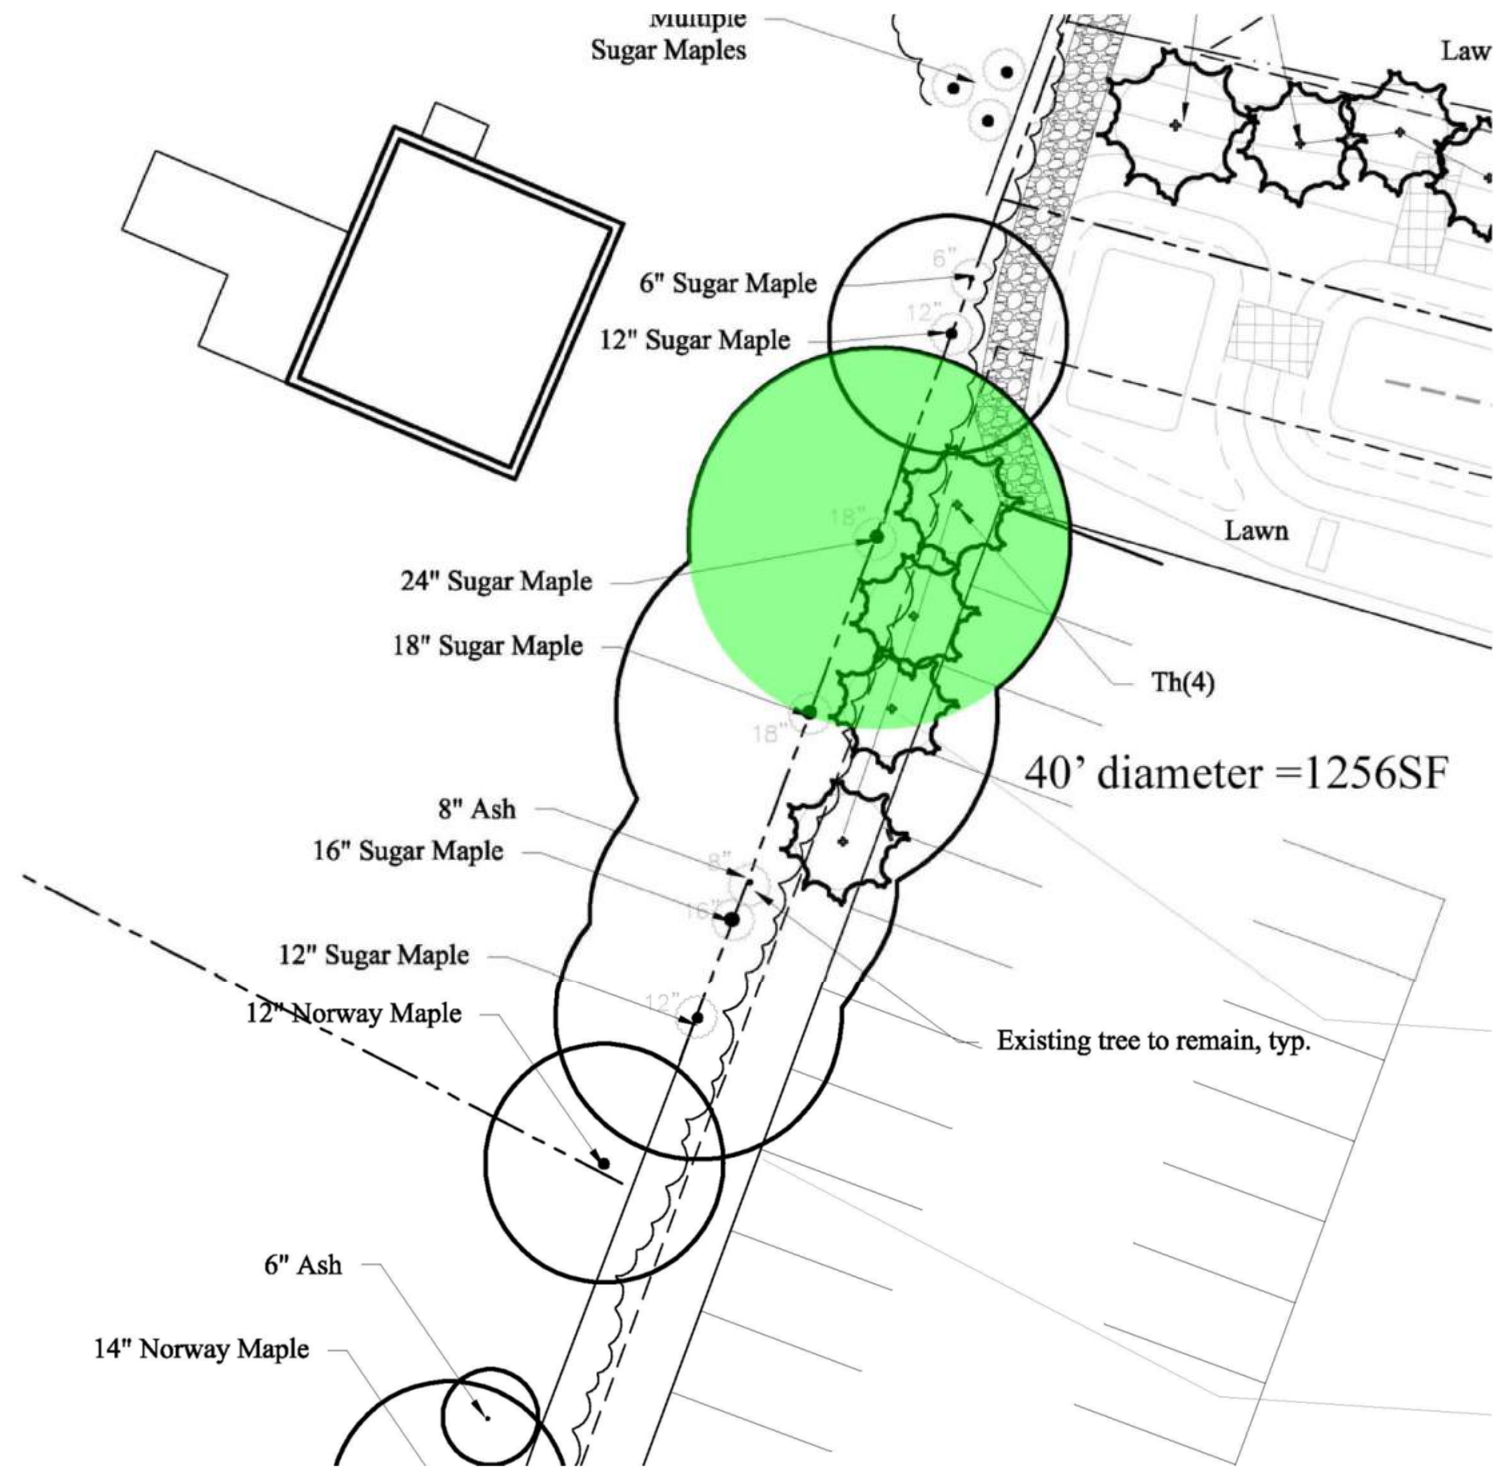 Multiple
Sugar Maples
Law
6"
6" Sugar Maple
12"
12" Sugar Maple
18"
Lawn
24" Sugar Maple
18" Sugar Maple
Th(4)
18"
40’ diameter =1256SF
8" Ash
16" Sugar Maple
8"
16"
12" Sugar Maple
12"
12" Norway Maple
Existing tree to remain, typ.
6" Ash
14" Norway Maple